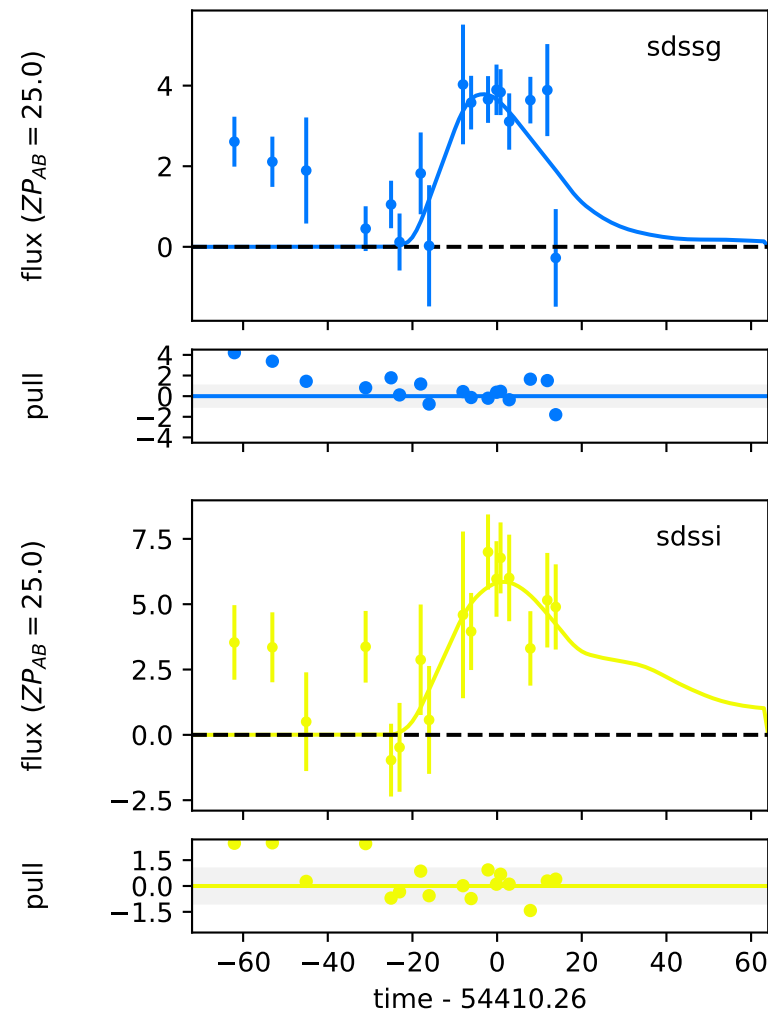 sdssg
flux (ZP_AB = 25.0)
4
2
0
pull
4
2
0
−2
−4
sdssi
flux (ZP_AB = 25.0)
7.5
5.0
2.5
0.0
−2.5
pull
1.5
0.0
−1.5
−60 −40 −20 0 20 40 60
time - 54410.26